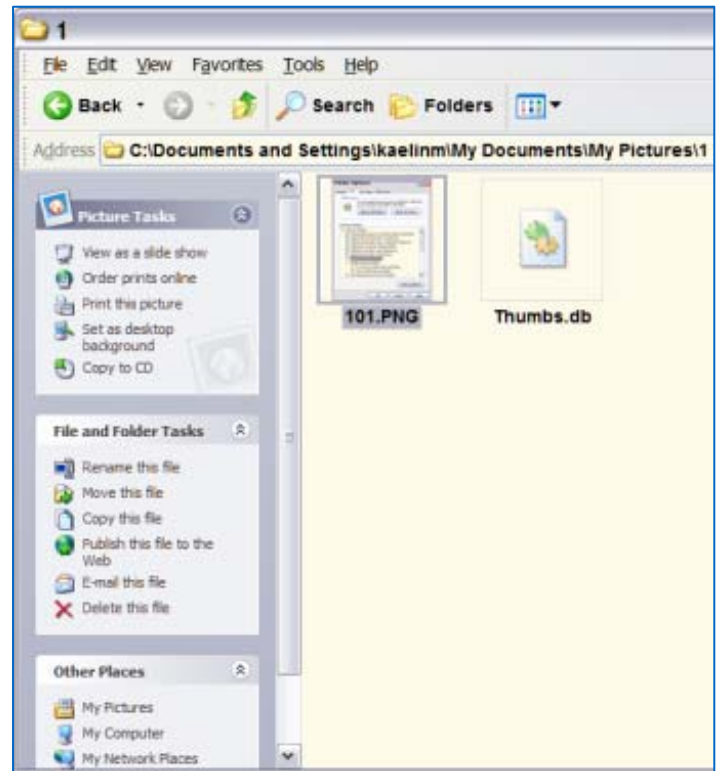 1
File Edit View Favorites Tools Help
Back Search Folders
Address C:\Documents and Settings\kaelinm\My Documents\My Pictures\1
Picture Tasks
View as a slide show
Order prints online
Print this picture
Set as desktop
background
Copy to CD
File and Folder Tasks
Rename this file
Move this file
Copy this file
Publish this file to the
Web
E-mail this file
Delete this file
Other Places
My Pictures
My Computer
My Network Places
101.PNG Thumbs.db